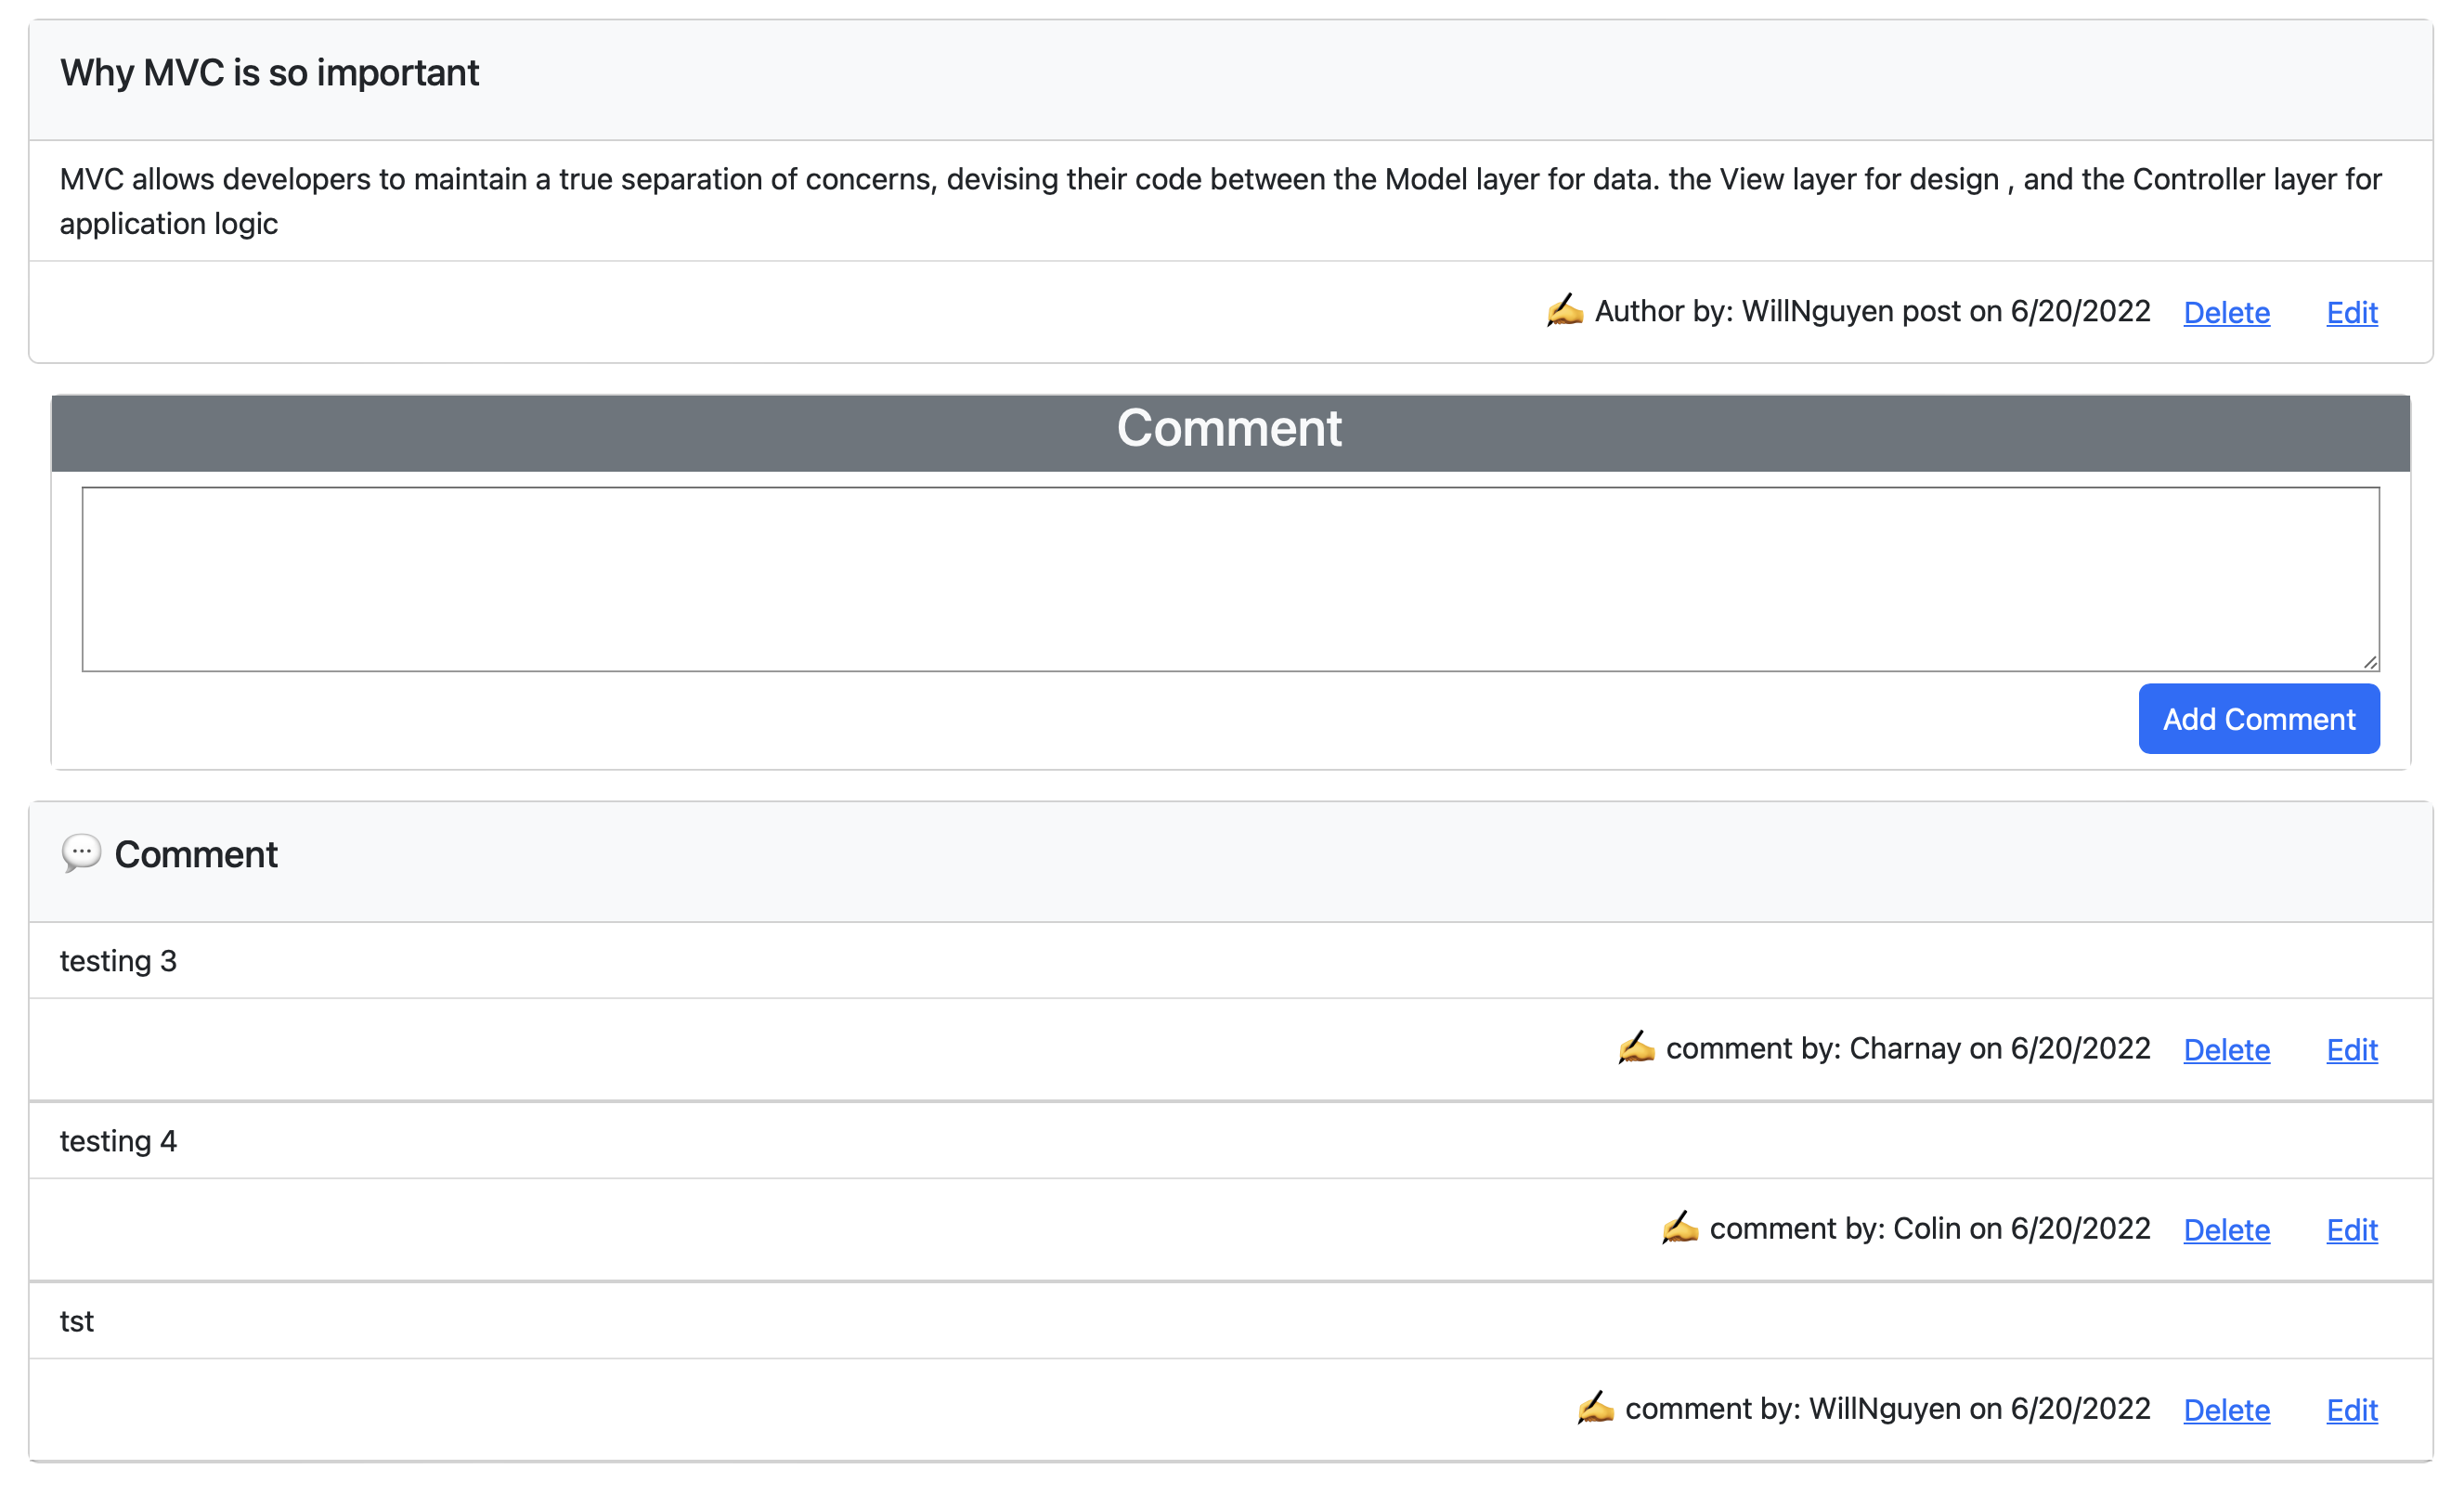 Why MVC is so important
MVC allows developers to maintain a true separation of concerns, devising their code between the Model layer for data. the View layer for design , and the Controller layer for
application logic
✍️ Author by: WillNguyen post on 6/20/2022 Delete Edit
Comment
Add Comment
💬 Comment
testing 3
✍️ comment by: Charnay on 6/20/2022 Delete Edit
testing 4
✍️ comment by: Colin on 6/20/2022 Delete Edit
tst
✍️ comment by: WillNguyen on 6/20/2022 Delete Edit